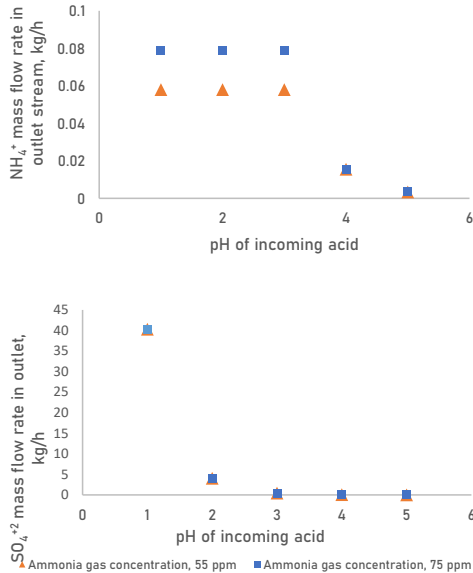 NH₄⁺ mass flow rate in
outlet stream, kg/h
0.1
0.08
0.06
0.04
0.02
0
0 2 4 6
pH of incoming acid
SO₄⁺² mass flow rate in outlet,
kg/h
45
40
35
30
25
20
15
10
5
0
0 1 2 3 4 5 6
pH of incoming acid
Ammonia gas concentration, 55 ppm Ammonia gas concentration, 75 ppm